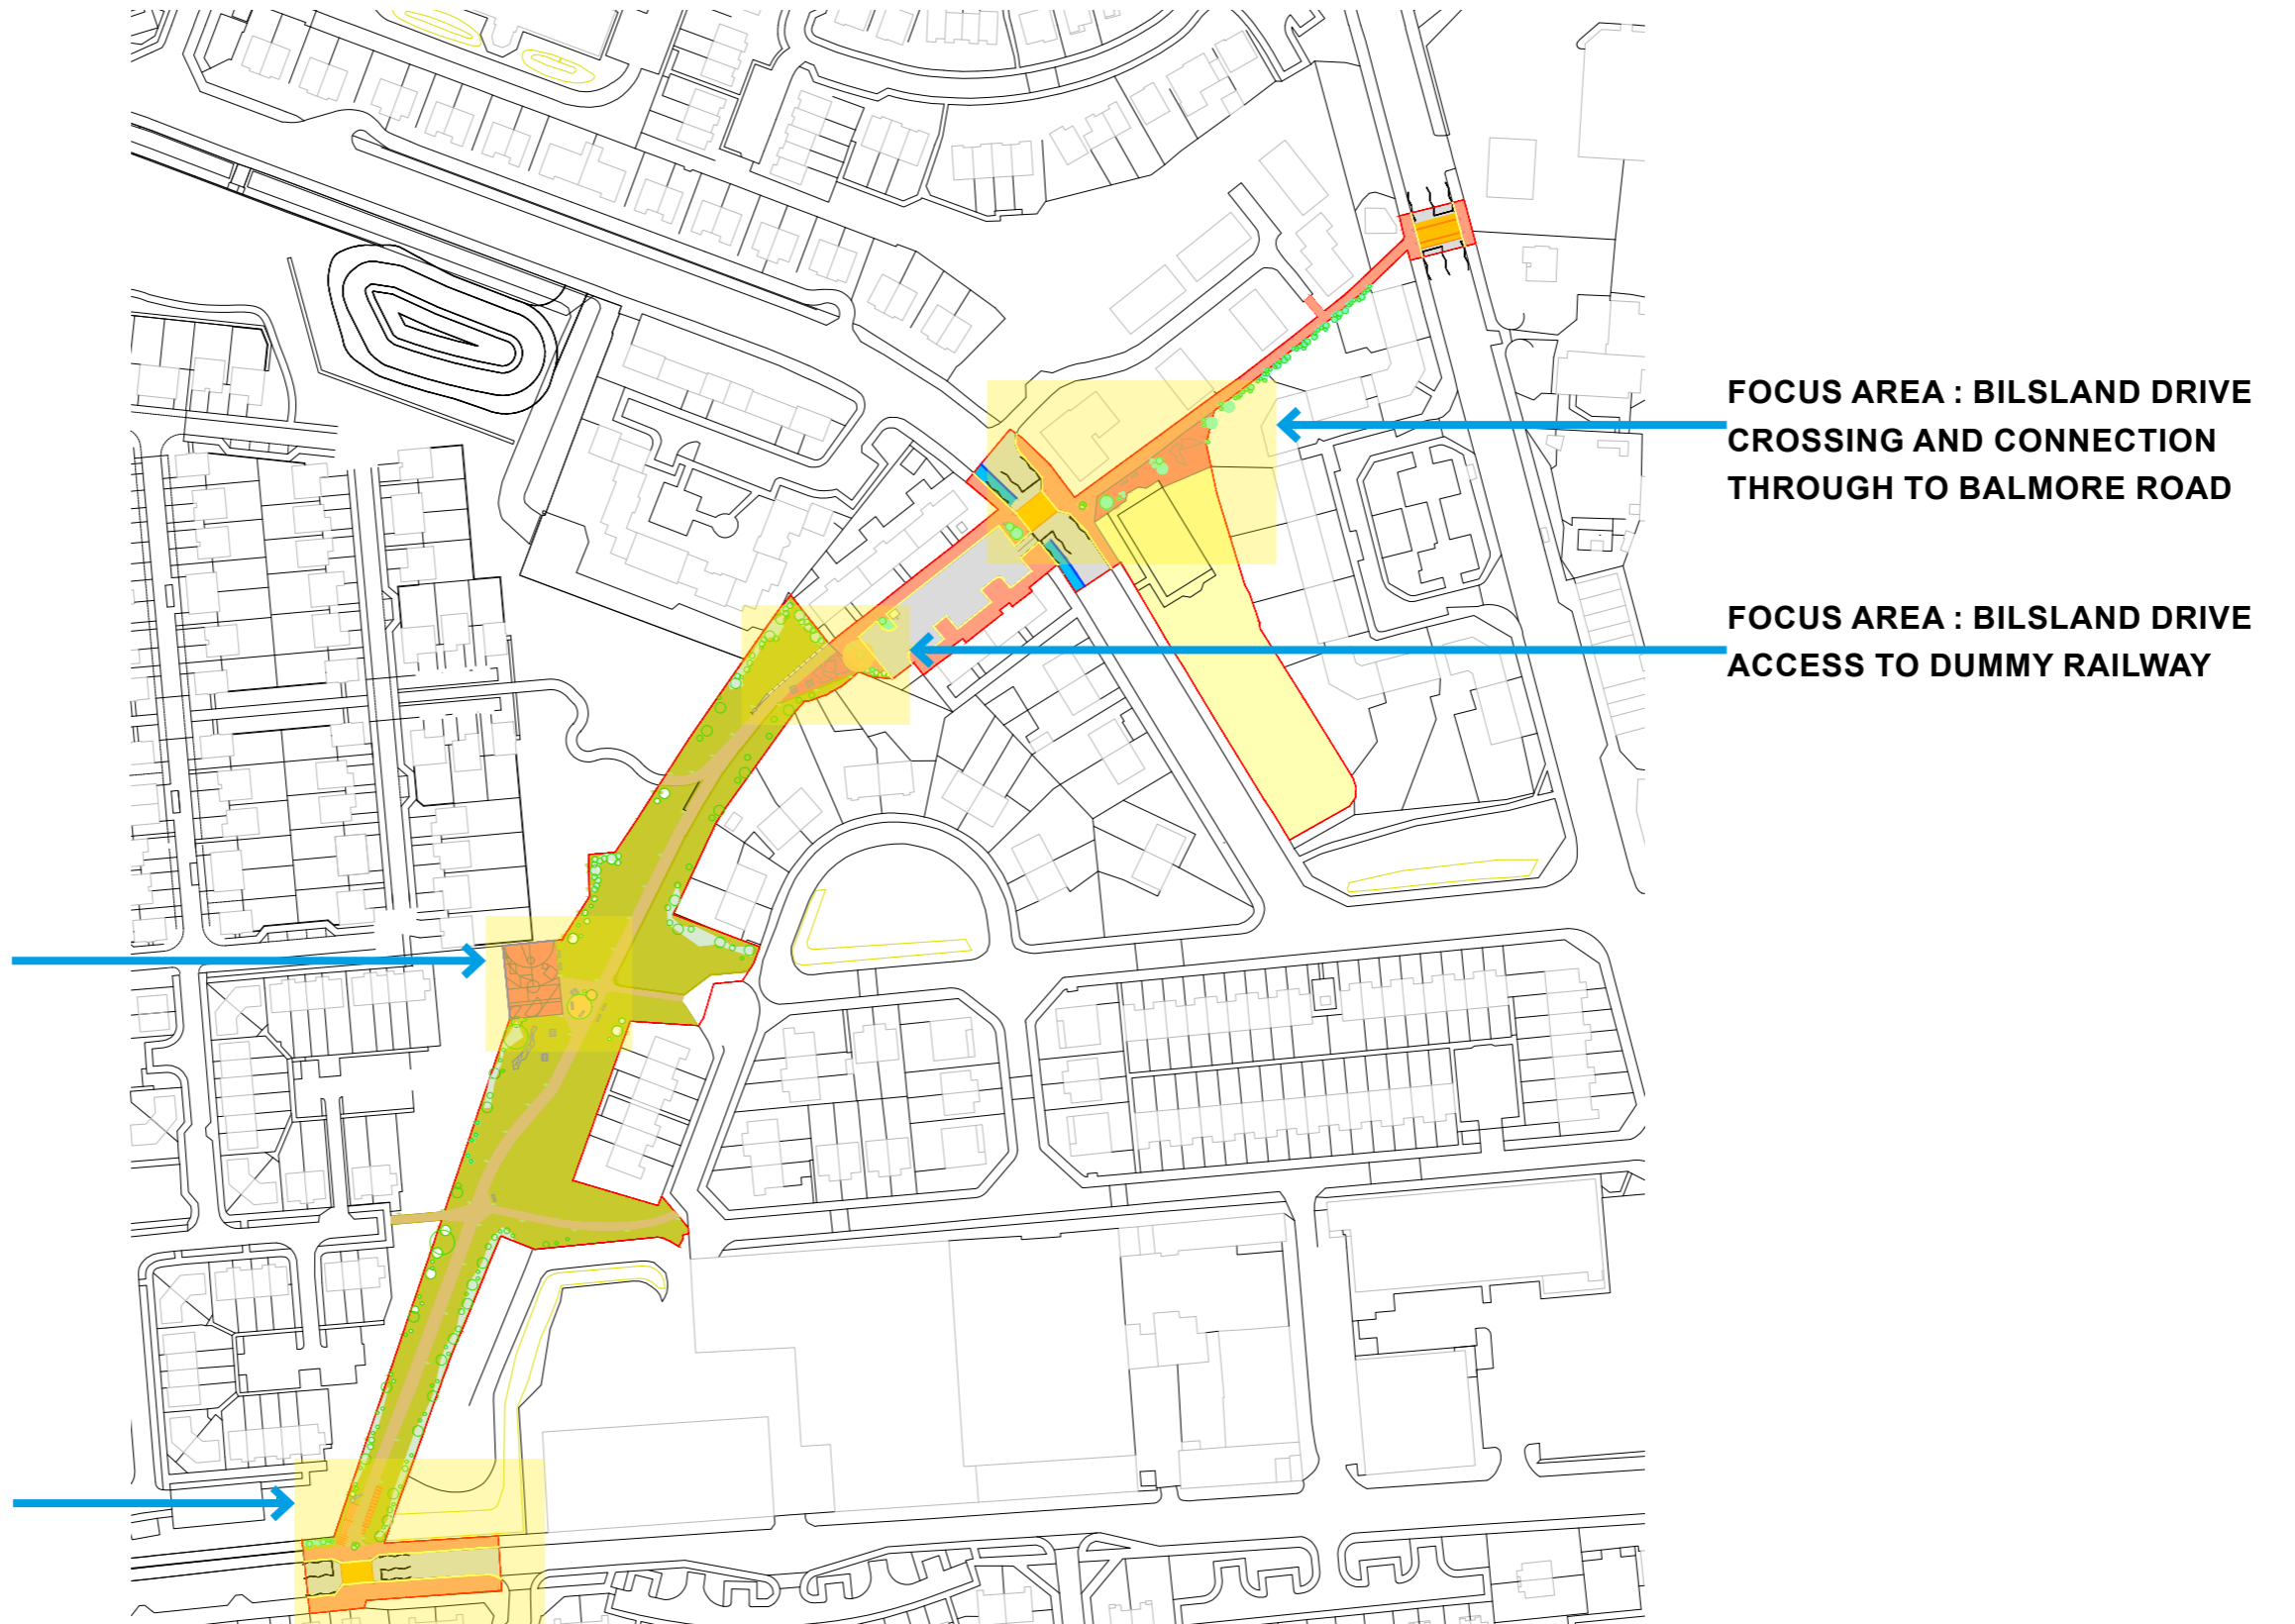 FOCUS AREA : BILSLAND DRIVE
CROSSING AND CONNECTION
THROUGH TO BALMORE ROAD
FOCUS AREA : BILSLAND DRIVE
ACCESS TO DUMMY RAILWAY